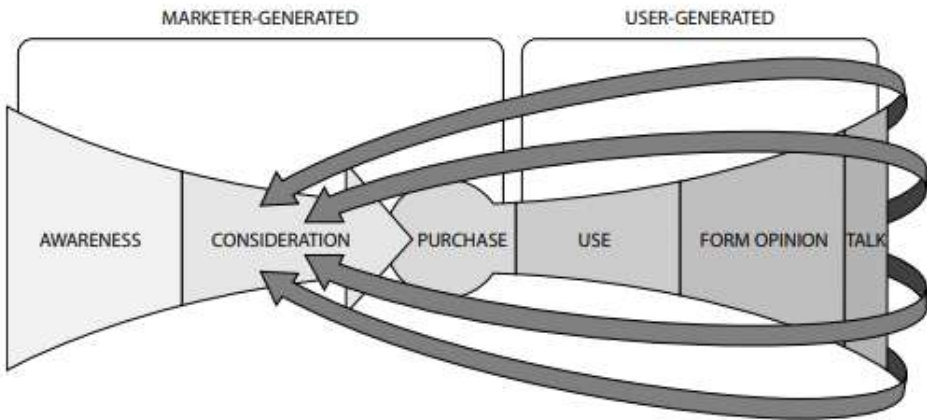 MARKETER-GENERATED USER-GENERATED
AWARENESS CONSIDERATION PURCHASE USE FORM OPINION TALK